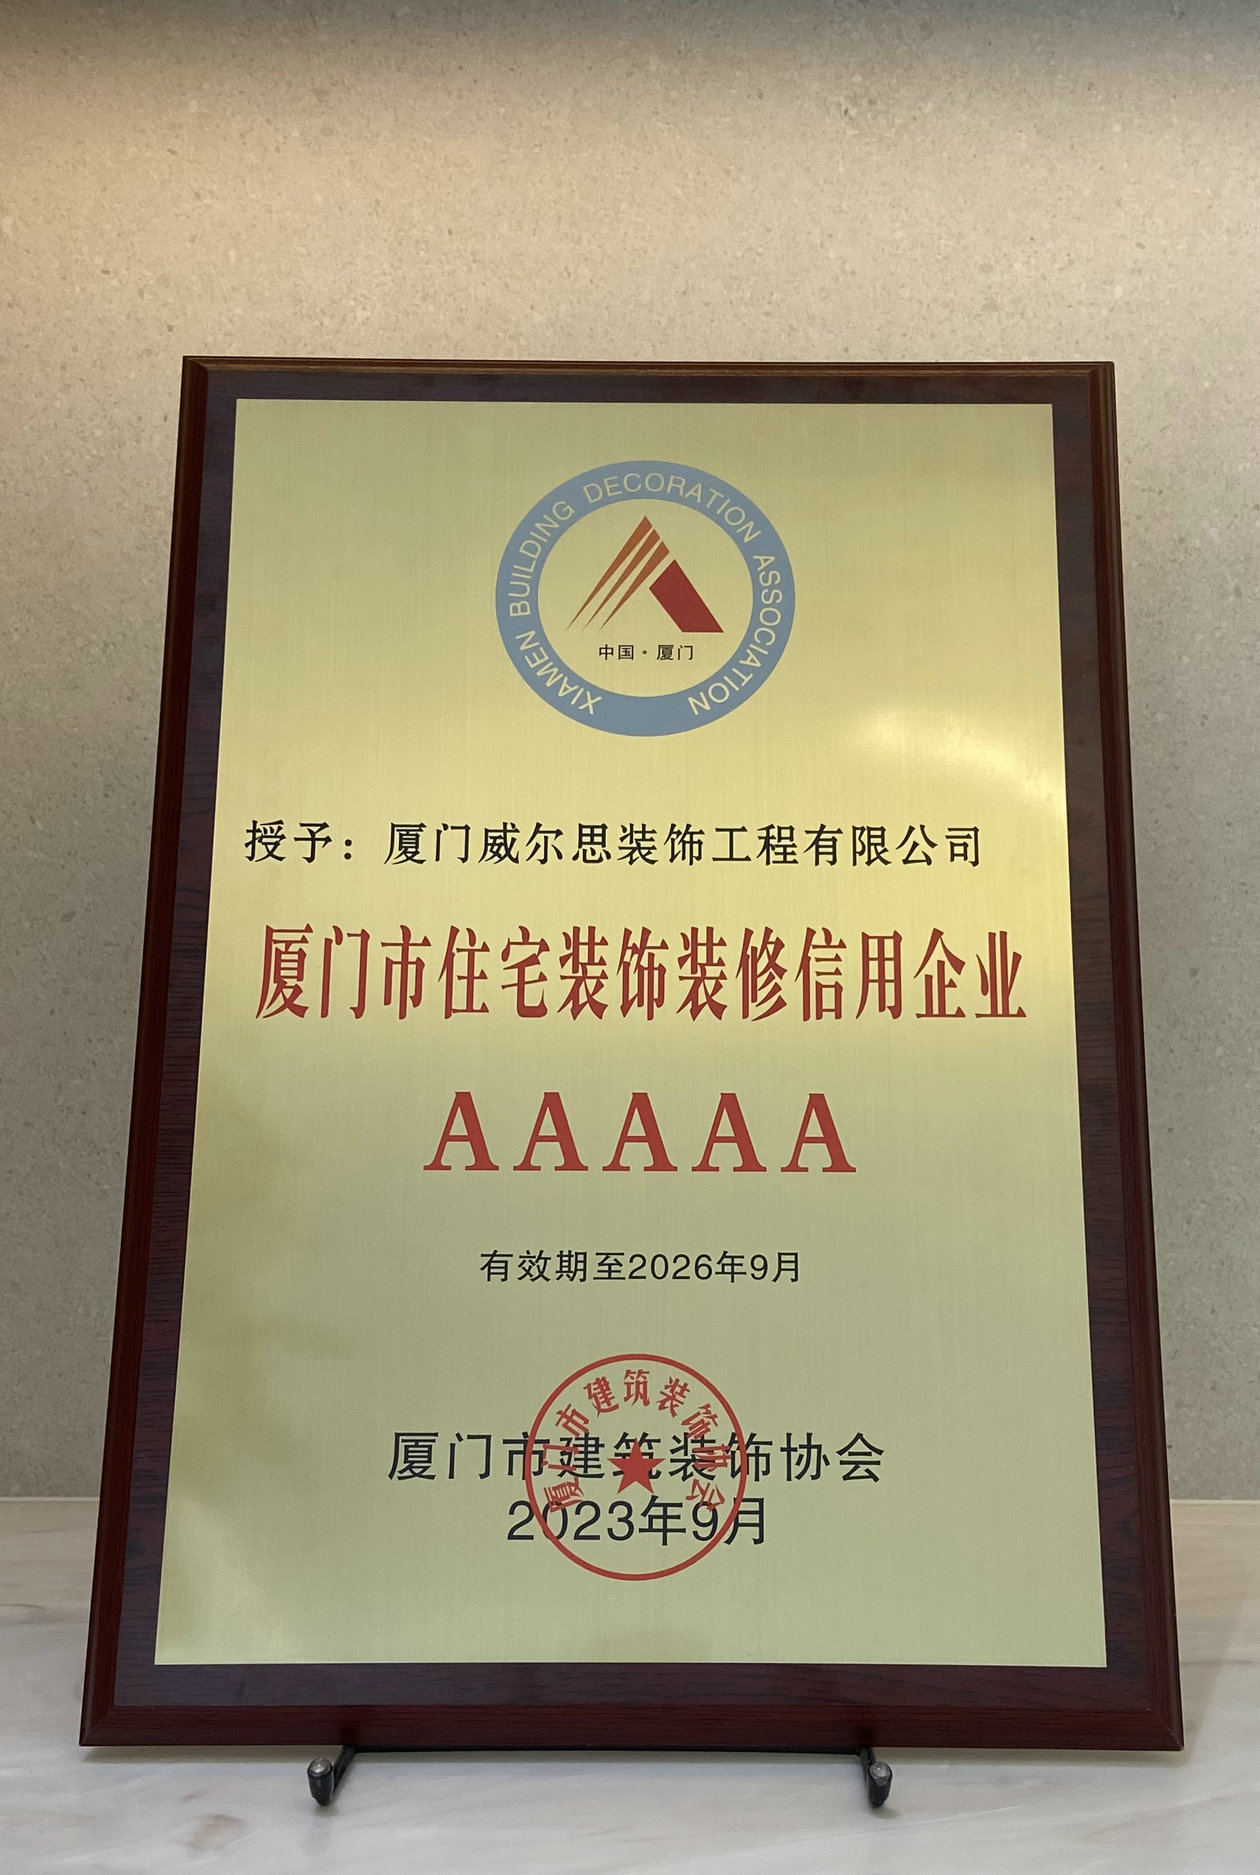 XIAMEN BUILDING DECORATION ASSOCIATION
中国·厦门
授予：厦门威尔思装饰工程有限公司
厦门市住宅装饰装修信用企业
AAAAA
有效期至2026年9月
厦门市建筑装饰协会
厦门市建筑装饰协会
2023年9月